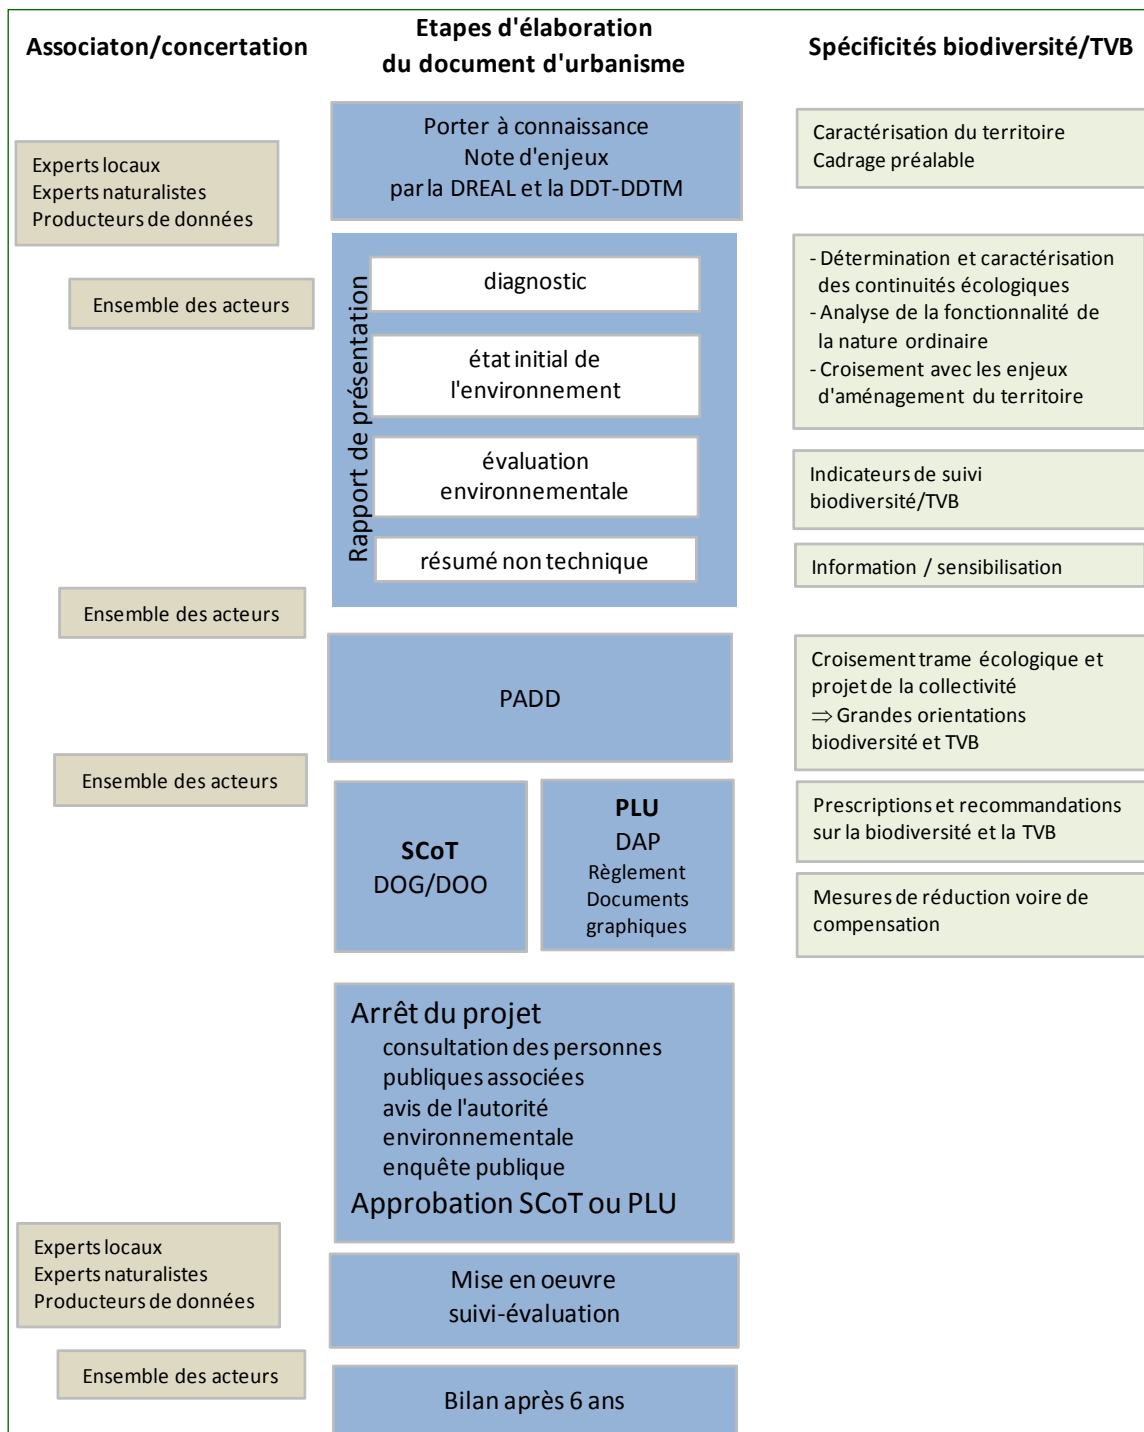 Associaton/concertation
Etapes d'élaboration
du document d'urbanisme
Spécificités biodiversité/TVB
Porter à connaissance
Note d'enjeux
par la DREAL et la DDT-DDTM
Caractérisation du territoire
Cadrage préalable
Experts locaux
Experts naturalistes
Producteurs de données
Rapport de présentation
diagnostic
Ensemble des acteurs
- Détermination et caractérisation
des continuités écologiques
- Analyse de la fonctionnalité de
la nature ordinaire
- Croisement avec les enjeux
d'aménagement du territoire
état initial de
l'environnement
évaluation
environnementale
Indicateurs de suivi
biodiversité/TVB
résumé non technique
Information / sensibilisation
Ensemble des acteurs
PADD
Croisement trame écologique et
projet de la collectivité
⇒ Grandes orientations
biodiversité et TVB
Ensemble des acteurs
SCoT
DOG/DOO
PLU
DAP
Règlement
Documents
graphiques
Prescriptions et recommandations
sur la biodiversité et la TVB
Mesures de réduction voire de
compensation
Arrêt du projet
consultation des personnes
publiques associées
avis de l'autorité
environnementale
enquête publique
Approbation SCoT ou PLU
Experts locaux
Experts naturalistes
Producteurs de données
Mise en oeuvre
suivi-évaluation
Ensemble des acteurs
Bilan après 6 ans